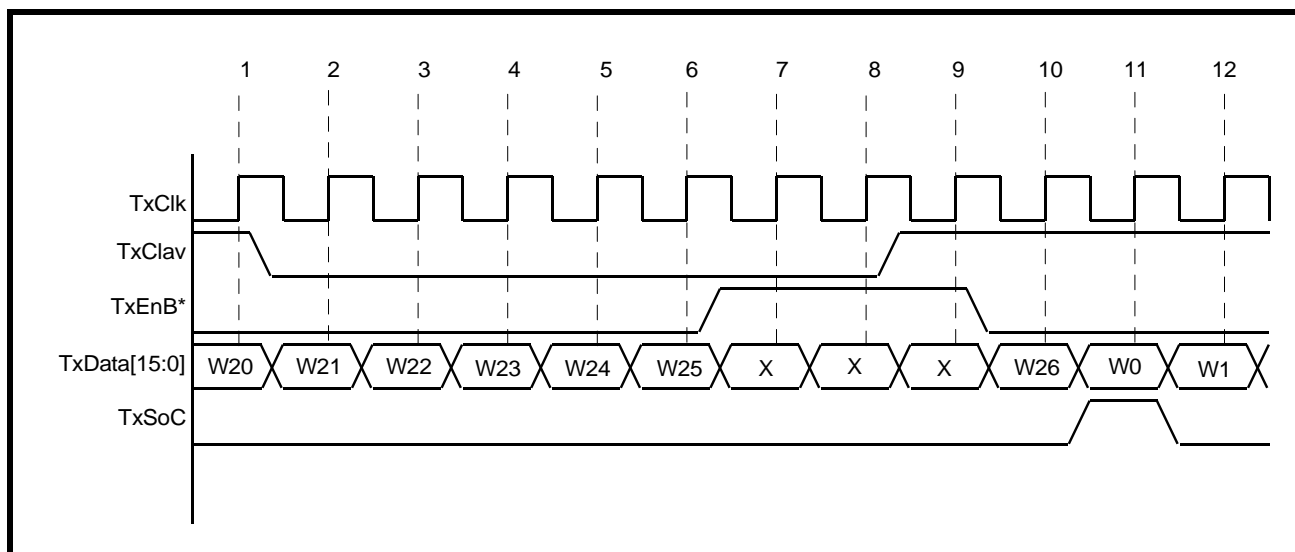 1 2 3 4 5 6 7 8 9 10 11 12
TxClk
TxClav
TxEnB*
TxData[15:0] W20 W21 W22 W23 W24 W25 X X X W26 W0 W1
TxSoC